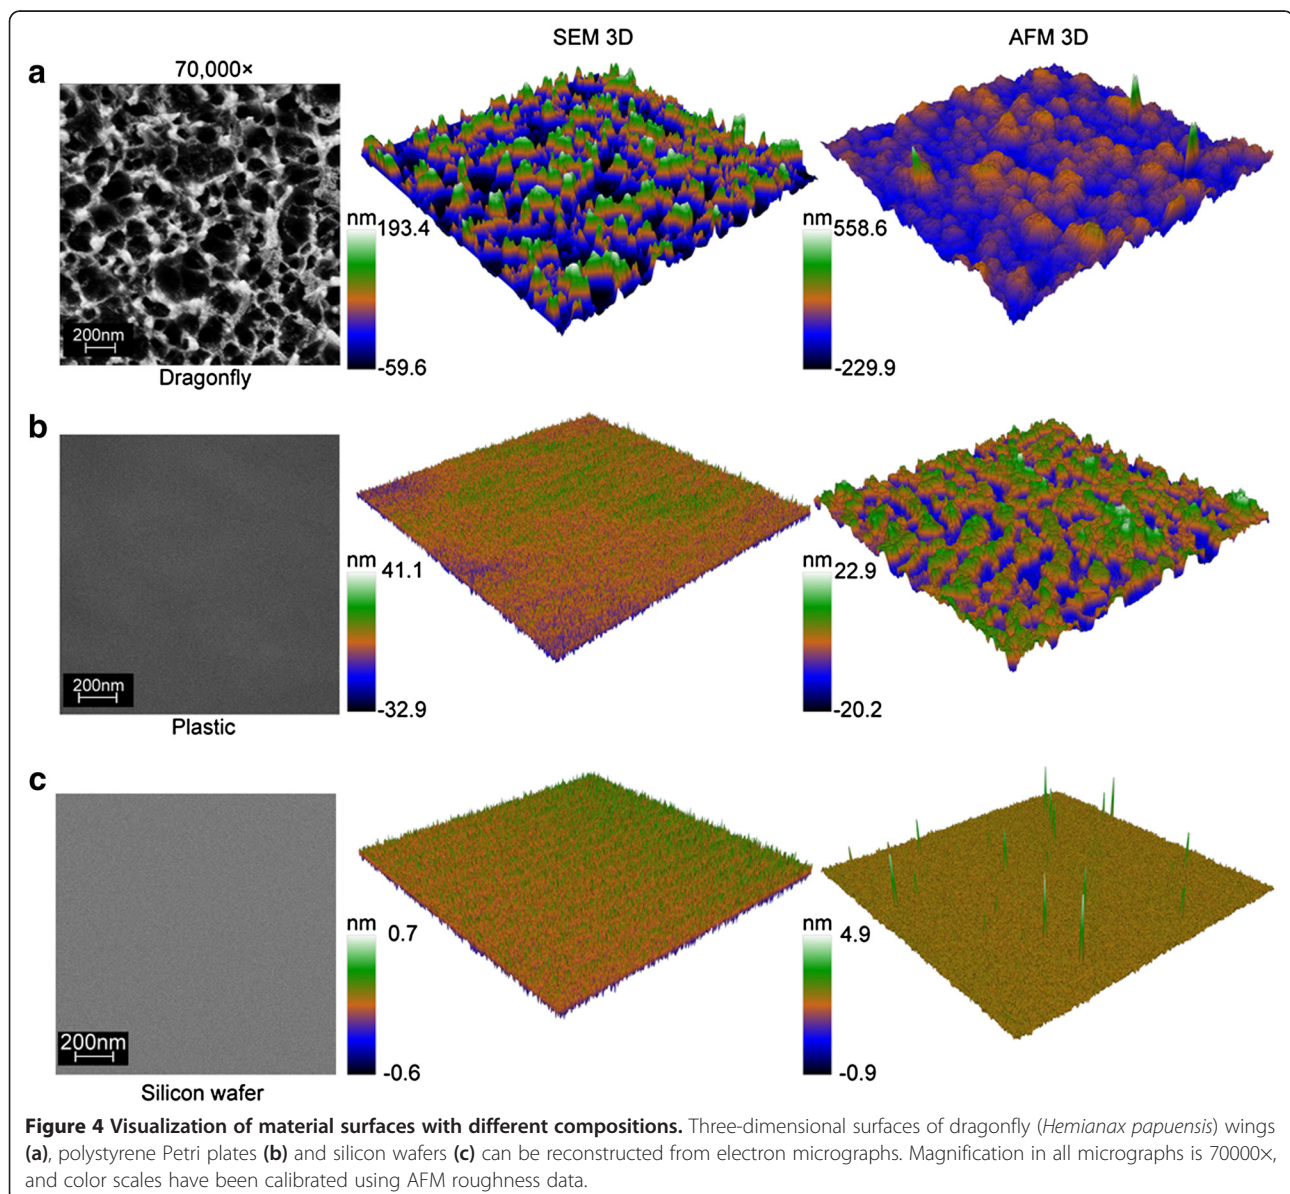 SEM 3D
AFM 3D
a
70,000×
200nm
Dragonfly
nm
193.4
-59.6
nm
558.6
-229.9
b
200nm
Plastic
nm
41.1
-32.9
nm
22.9
-20.2
c
200nm
Silicon wafer
nm
0.7
-0.6
nm
4.9
-0.9
Figure 4 Visualization of material surfaces with different compositions. Three-dimensional surfaces of dragonfly (Hemianax papuensis) wings
(a), polystyrene Petri plates (b) and silicon wafers (c) can be reconstructed from electron micrographs. Magnification in all micrographs is 70000×,
and color scales have been calibrated using AFM roughness data.